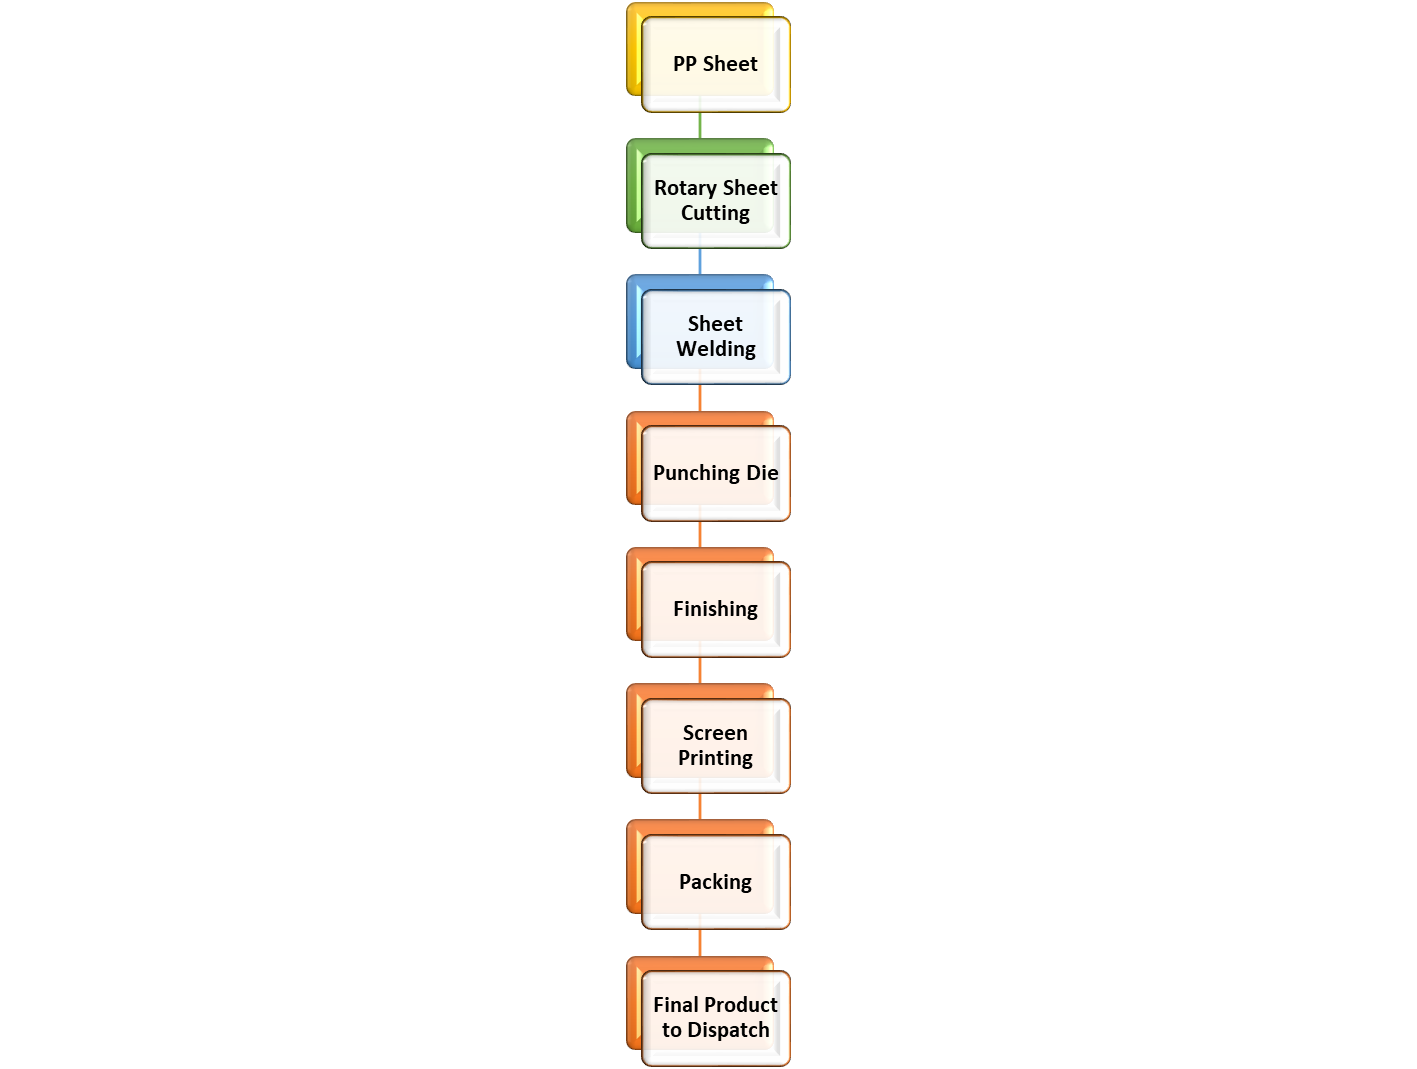 PP Sheet
Rotary Sheet
Cutting
Sheet
Welding
Punching Die
Finishing
Screen
Printing
Packing
Final Product
to Dispatch